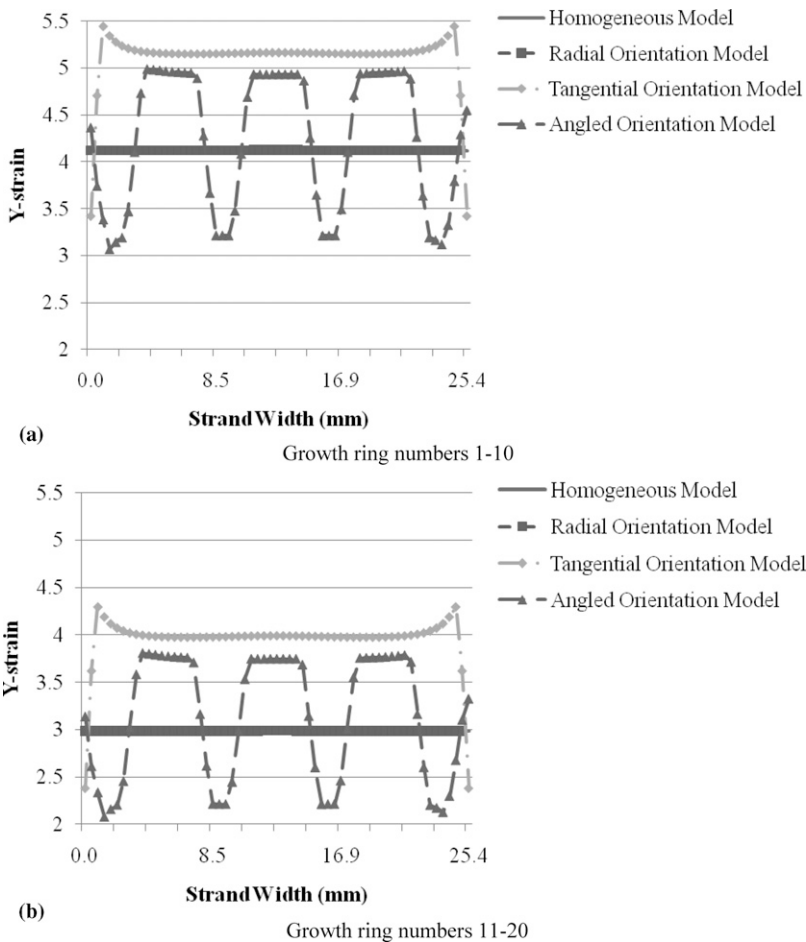 5.5
5
4.5
4
3.5
3
2.5
2
Y-strain
0.0
8.5
16.9
25.4
Strand Width (mm)
Homogeneous Model
Radial Orientation Model
Tangential Orientation Model
Angled Orientation Model
(a)
Growth ring numbers 1-10
5.5
5
4.5
4
3.5
3
2.5
2
Y-strain
0.0
8.5
16.9
25.4
Strand Width (mm)
Homogeneous Model
Radial Orientation Model
Tangential Orientation Model
Angled Orientation Model
(b)
Growth ring numbers 11-20